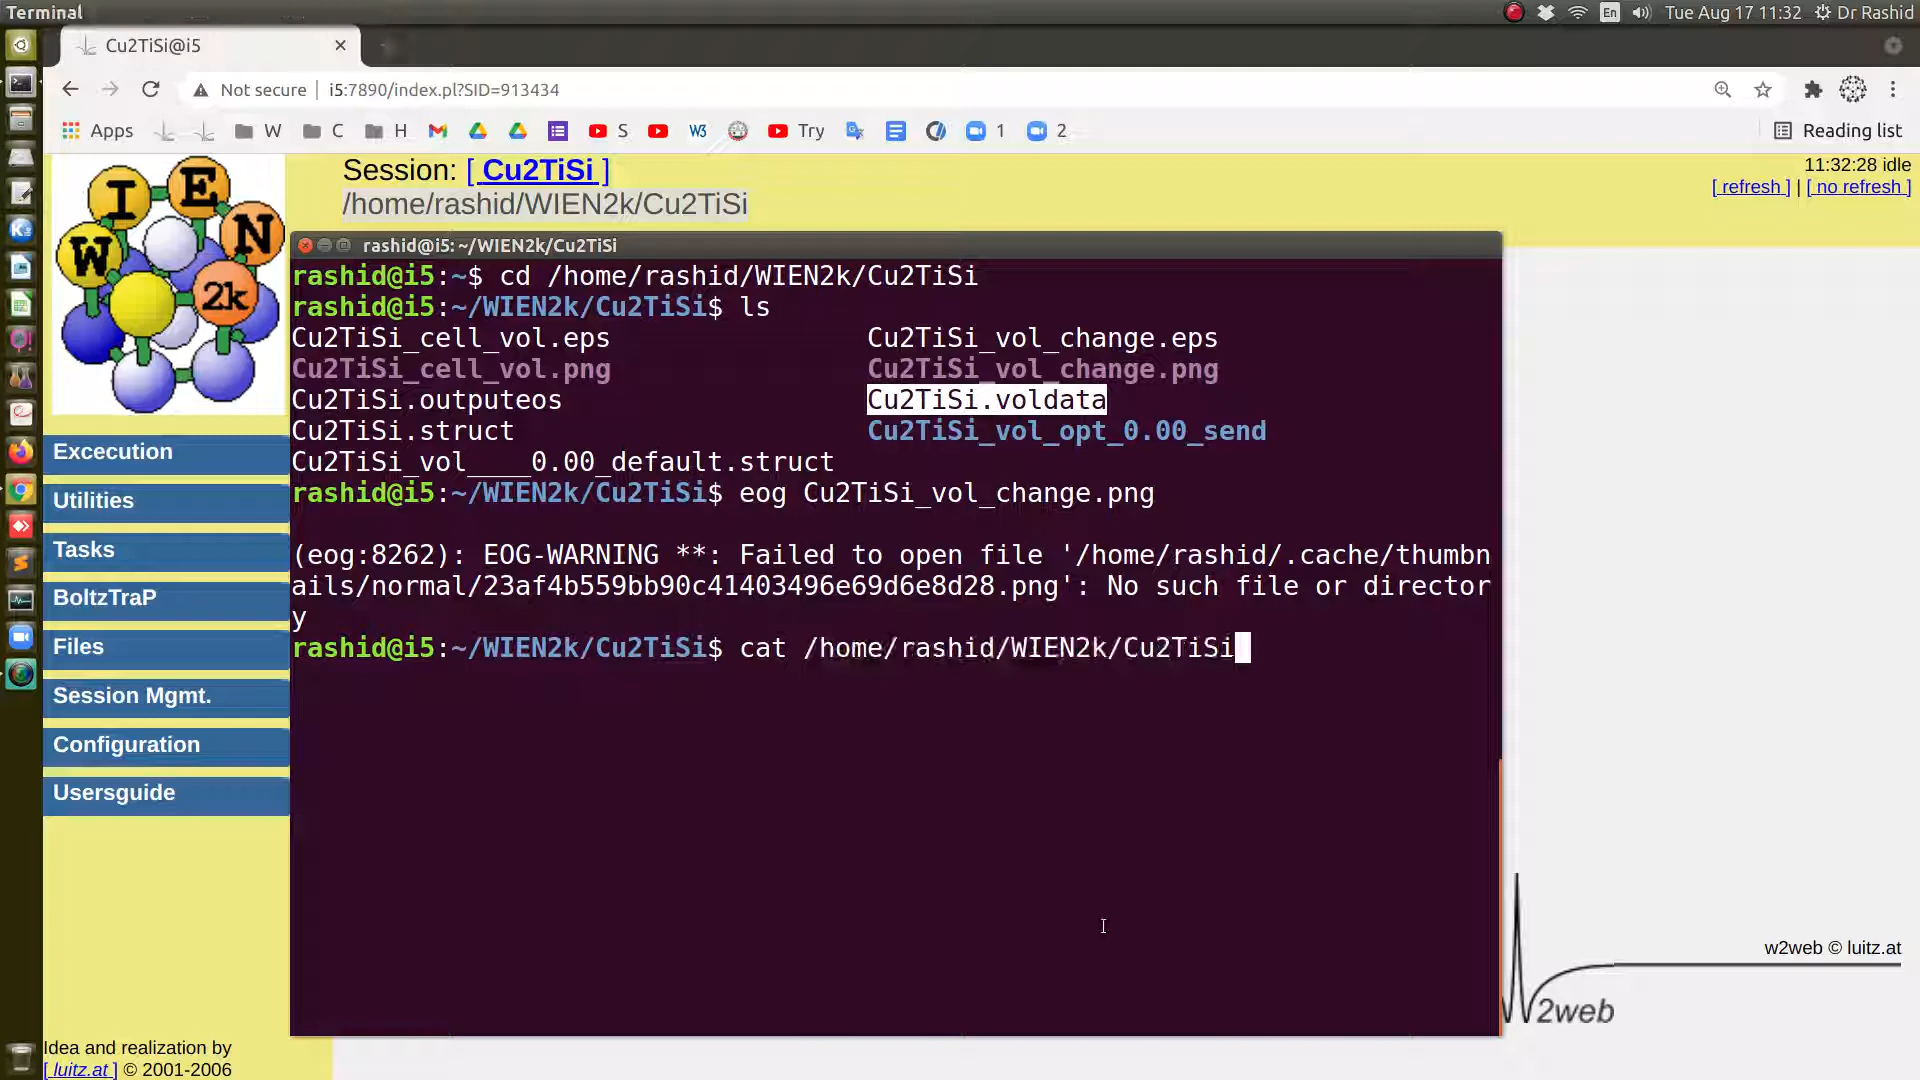 Terminal
En
Tue Aug 17 11:32
Dr Rashid
Cu2TiSi@i5
Not secure
i5:7890/index.pl?SID=913434
Apps
W
C
H
S
W3
Try
1
2
Reading list
WIEN
2k
Session: [ Cu2TiSi ]
/home/rashid/WIEN2k/Cu2TiSi
11:32:28 idle
[ refresh ] | [ no refresh ]
rashid@i5: ~/WIEN2k/Cu2TiSi
rashid@i5:~$ cd /home/rashid/WIEN2k/Cu2TiSi
rashid@i5:~/WIEN2k/Cu2TiSi$ ls
Cu2TiSi_cell_vol.eps Cu2TiSi_vol_change.eps
Cu2TiSi_cell_vol.png Cu2TiSi_vol_change.png
Cu2TiSi.outputeos Cu2TiSi.voldata
Cu2TiSi.struct Cu2TiSi_vol_opt_0.00_send
Cu2TiSi_vol____0.00_default.struct
rashid@i5:~/WIEN2k/Cu2TiSi$ eog Cu2TiSi_vol_change.png
(eog:8262): EOG-WARNING **: Failed to open file '/home/rashid/.cache/thumbn
ails/normal/23af4b559bb90c41403496e69d6e8d28.png': No such file or director
y
rashid@i5:~/WIEN2k/Cu2TiSi$ cat /home/rashid/WIEN2k/Cu2TiSi
Excecution
Utilities
Tasks
BoltzTraP
Files
Session Mgmt.
Configuration
Usersguide
w2web © luitz.at
W2web
Idea and realization by
[ luitz.at ] © 2001-2006